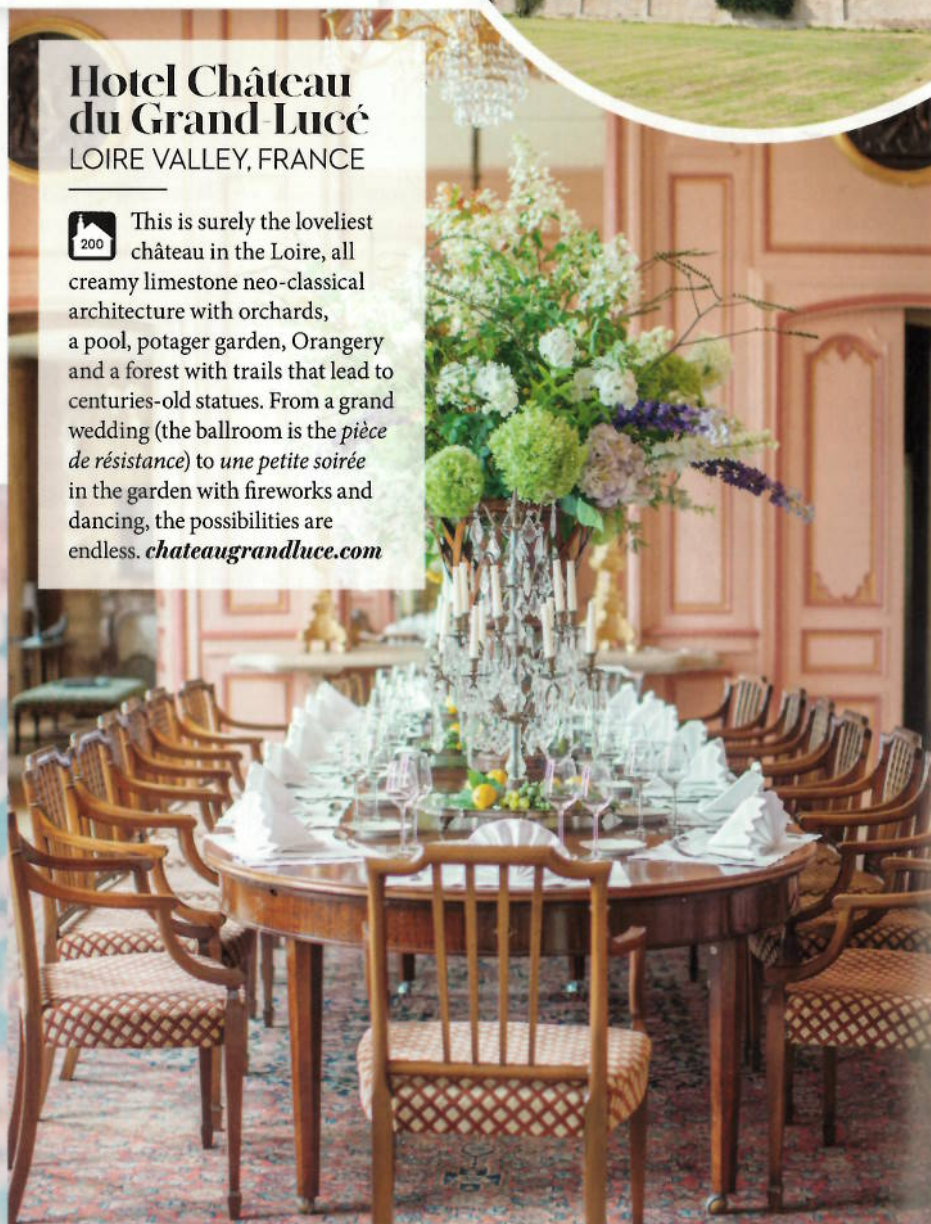 Hotel Château
du Grand-Lucé
LOIRE VALLEY, FRANCE
200
This is surely the loveliest
château in the Loire, all
creamy limestone neo-classical
architecture with orchards,
a pool, potager garden, Orangery
and a forest with trails that lead to
centuries-old statues. From a grand
wedding (the ballroom is the pièce
de résistance) to une petite soirée
in the garden with fireworks and
dancing, the possibilities are
endless. chateaugrandluce.com